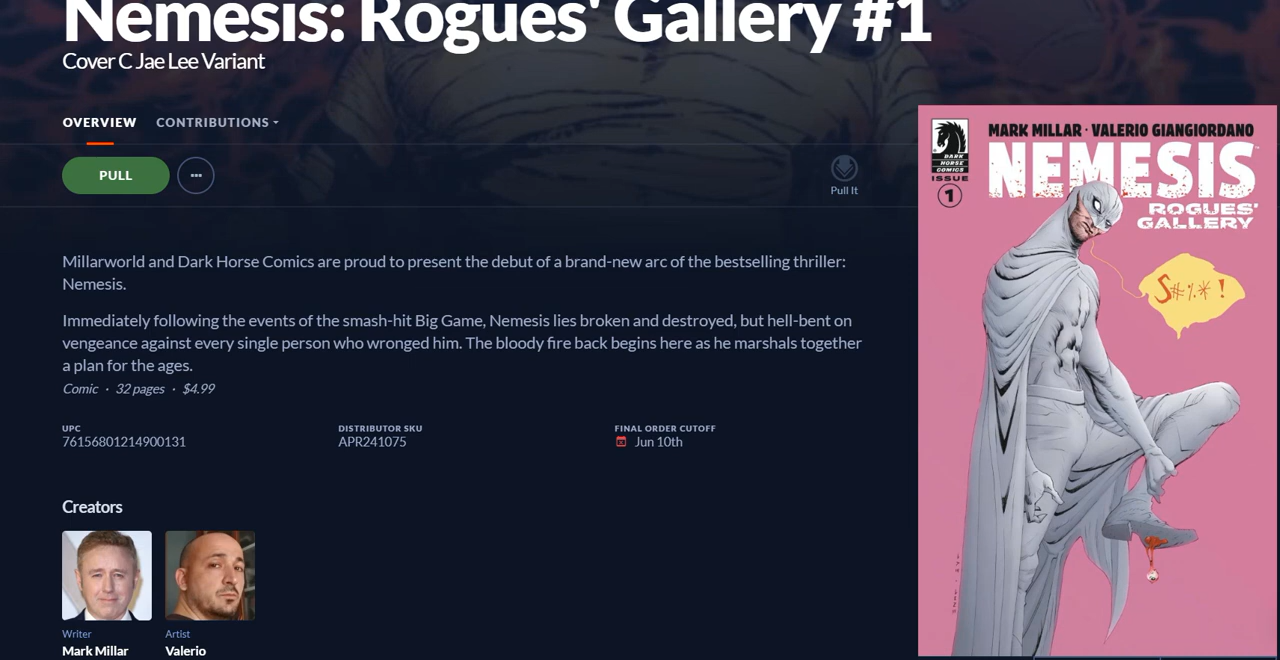 Nemesis: Rogues' Gallery #1
Cover C Jae Lee Variant
OVERVIEW
CONTRIBUTIONS
PULL
Pull It
Millarworld and Dark Horse Comics are proud to present the debut of a brand-new arc of the bestselling thriller:
Nemesis.
Immediately following the events of the smash-hit Big Game, Nemesis lies broken and destroyed, but hell-bent on
vengeance against every single person who wronged him. The bloody fire back begins here as he marshals together
a plan for the ages.
Comic · 32 pages · $4.99
UPC
76156801214900131
DISTRIBUTOR SKU
APR241075
FINAL ORDER CUTOFF
Jun 10th
Creators
Writer
Mark Millar
Artist
Valerio
DARK
HORSE
COMICS
ISSUE
1
MARK MILLAR · VALERIO GIANGIORDANO
NEMESIS
ROGUES'
GALLERY
S#%*!